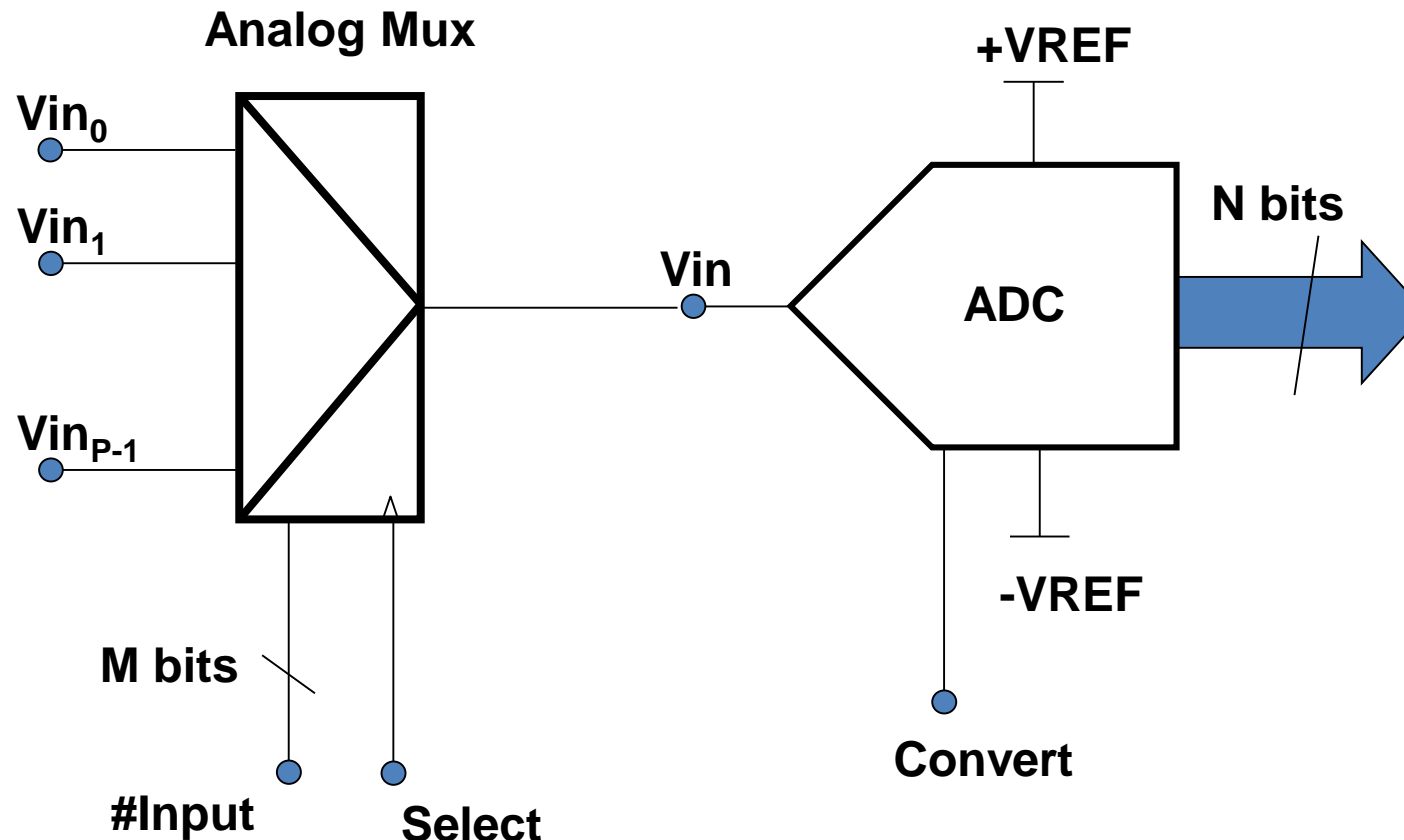 Analog Mux
+VREF
Vin0
N bits
Vin1
Vin
ADC
VinP-1
-VREF
M bits
Convert
#Input
Select